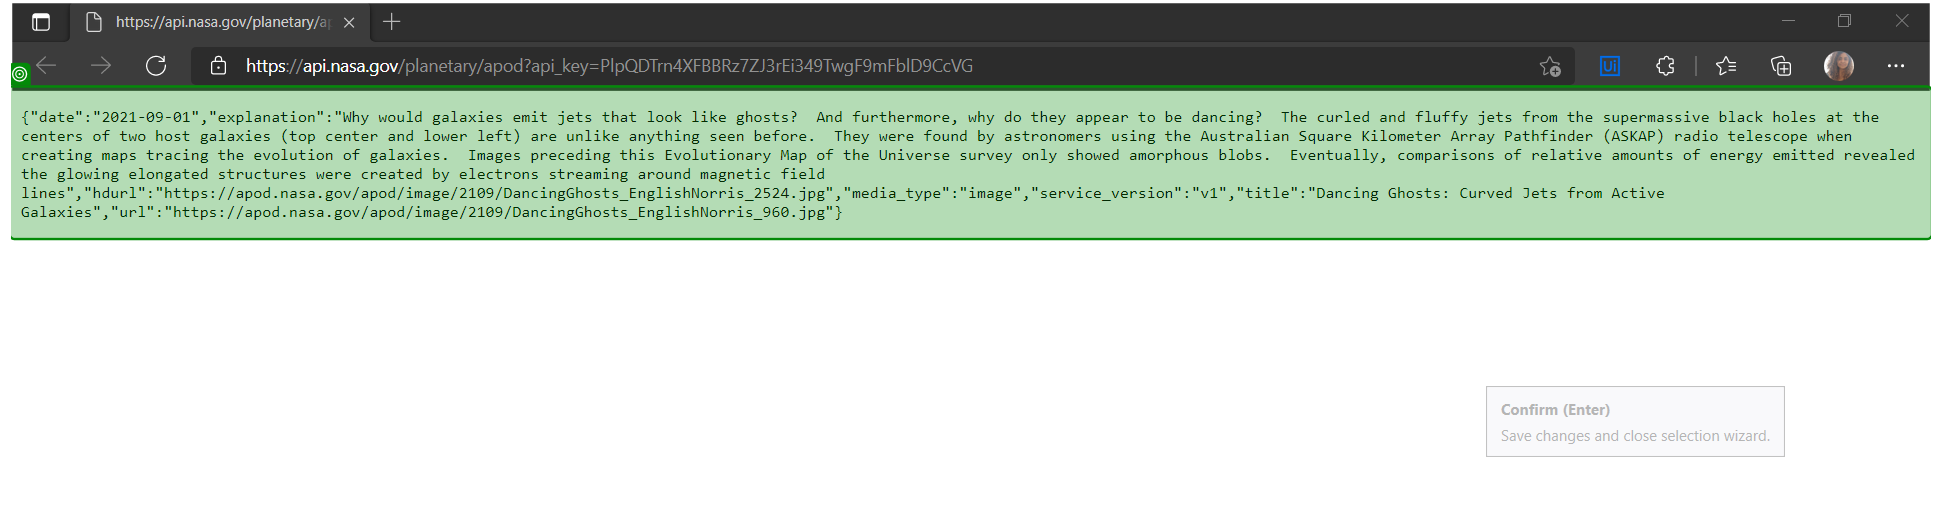 https://api.nasa.gov/planetary/ap
https://api.nasa.gov/planetary/apod?api_key=PlpQDTrn4XFBBRz7ZJ3rEi349TwgF9mFblD9CcVG
Ui
{"date":"2021-09-01","explanation":"Why would galaxies emit jets that look like ghosts?  And furthermore, why do they appear to be dancing?  The curled and fluffy jets from the supermassive black holes at the
centers of two host galaxies (top center and lower left) are unlike anything seen before.  They were found by astronomers using the Australian Square Kilometer Array Pathfinder (ASKAP) radio telescope when
creating maps tracing the evolution of galaxies.  Images preceding this Evolutionary Map of the Universe survey only showed amorphous blobs.  Eventually, comparisons of relative amounts of energy emitted revealed
the glowing elongated structures were created by electrons streaming around magnetic field
lines","hdurl":"https://apod.nasa.gov/apod/image/2109/DancingGhosts_EnglishNorris_2524.jpg","media_type":"image","service_version":"v1","title":"Dancing Ghosts: Curved Jets from Active
Galaxies","url":"https://apod.nasa.gov/apod/image/2109/DancingGhosts_EnglishNorris_960.jpg"}
Confirm (Enter)
Save changes and close selection wizard.